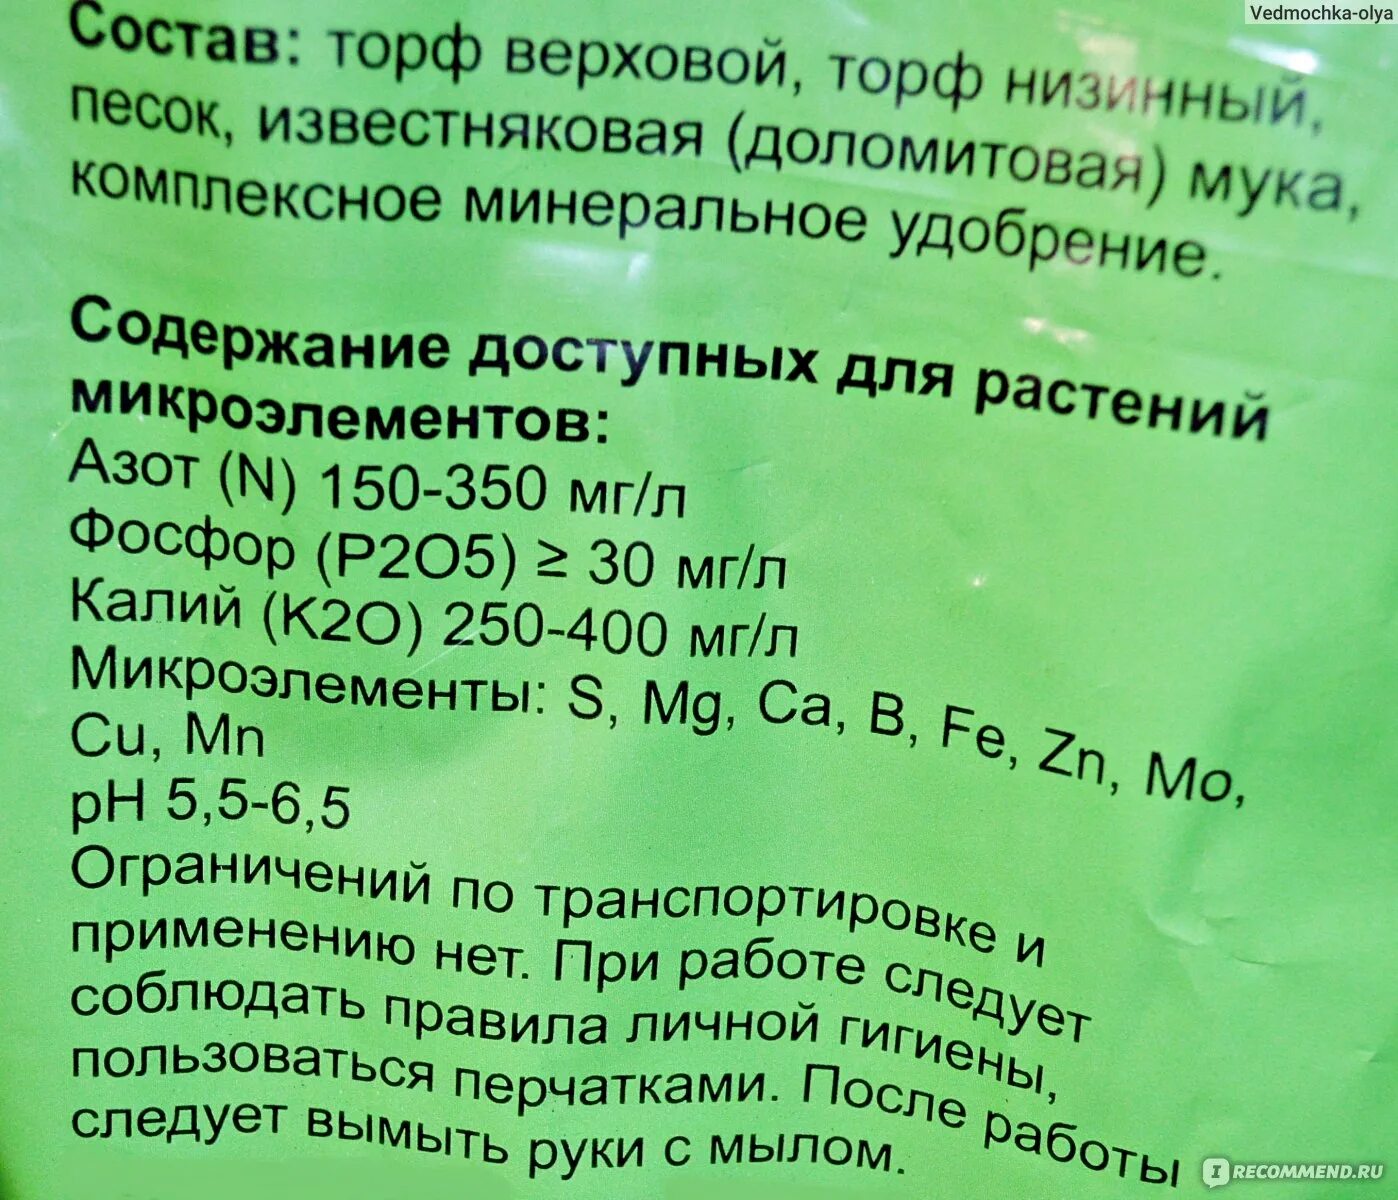 Vedmochka-olya
Состав: торф верховой, торф низинный,
песок, известняковая (доломитовая) мука,
комплексное минеральное удобрение.
Содержание доступных для растений
микроэлементов:
Азот (N) 150-350 мг/л
Фосфор (P2O5) ≥ 30 мг/л
Калий (K2O) 250-400 мг/л
Микроэлементы: S, Mg, Ca, B, Fe, Zn, Mo,
Cu, Mn
pH 5,5-6,5
Ограничений по транспортировке и
применению нет. При работе следует
соблюдать правила личной гигиены,
пользоваться перчатками. После работы
следует вымыть руки с мылом.
IRECOMMEND.RU